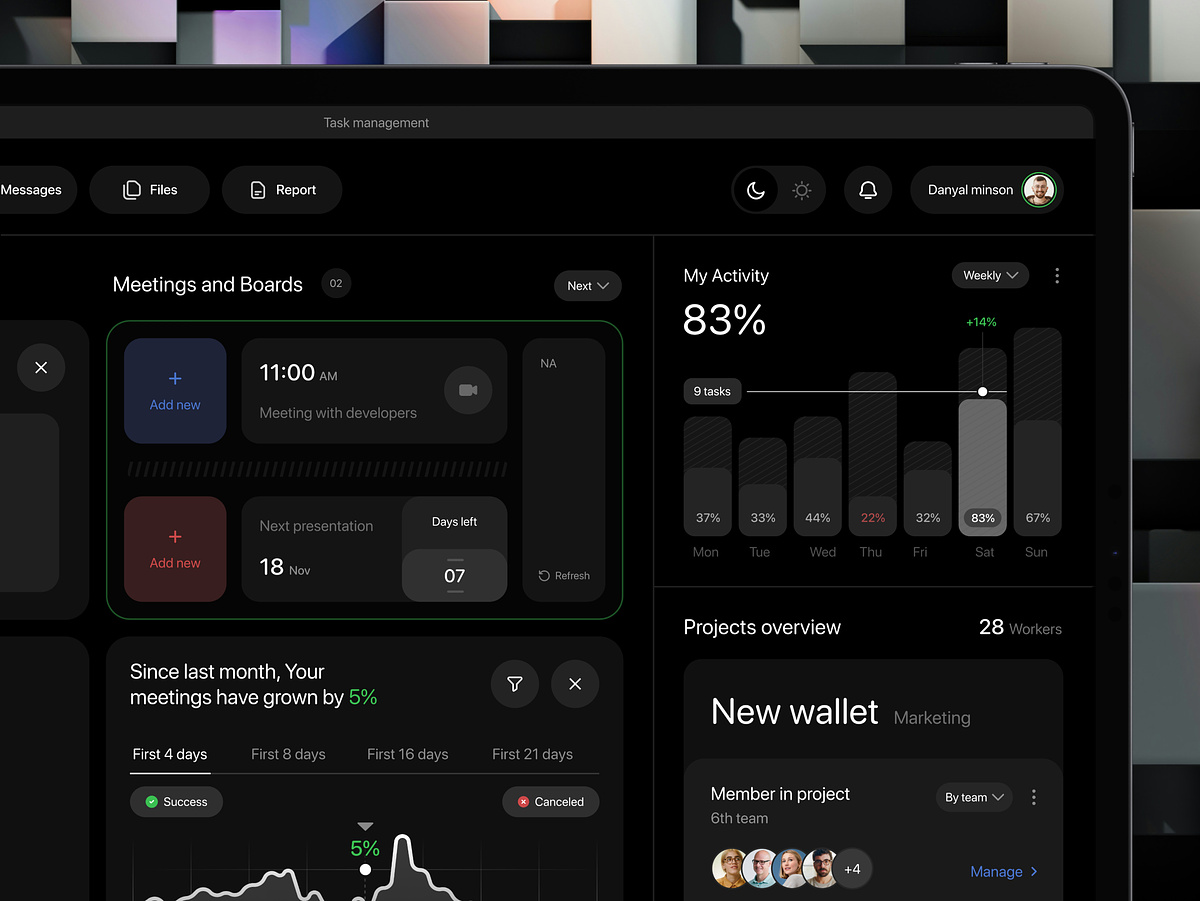 Task management
Messages
Files
Report
Danyal minson
Meetings and Boards 02
Next
Add new
11:00 AM
Meeting with developers
NA
Add new
Next presentation
18 Nov
Days left
07
Refresh
My Activity
Weekly
83%
+14%
9 tasks
37% 33% 44% 22% 32% 83% 67%
Mon Tue Wed Thu Fri Sat Sun
Since last month, Your
meetings have grown by 5%
First 4 days First 8 days First 16 days First 21 days
Success
Canceled
5%
Projects overview
28 Workers
New wallet Marketing
Member in project
6th team
By team
+4
Manage